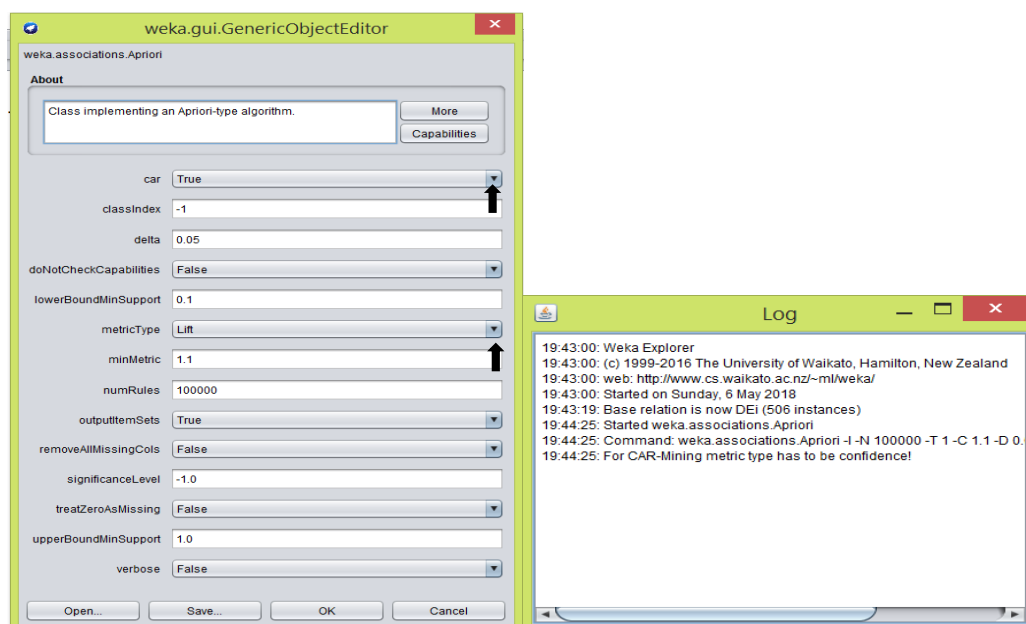 weka.gui.GenericObjectEditor
weka.associations.Apriori
About
Class implementing an Apriori-type algorithm.
More
Capabilities
car True
classIndex -1
delta 0.05
doNotCheckCapabilities False
lowerBoundMinSupport 0.1
metricType Lift
minMetric 1.1
numRules 100000
outputItemSets True
removeAllMissingCols False
significanceLevel -1.0
treatZeroAsMissing False
upperBoundMinSupport 1.0
verbose False
Open... Save... OK Cancel
Log
19:43:00: Weka Explorer
19:43:00: (c) 1999-2016 The University of Waikato, Hamilton, New Zealand
19:43:00: web: http://www.cs.waikato.ac.nz/~ml/weka/
19:43:00: Started on Sunday, 6 May 2018
19:43:19: Base relation is now DEi (506 instances)
19:44:25: Started weka.associations.Apriori
19:44:25: Command: weka.associations.Apriori -I -N 100000 -T 1 -C 1.1 -D 0.
19:44:25: For CAR-Mining metric type has to be confidence!